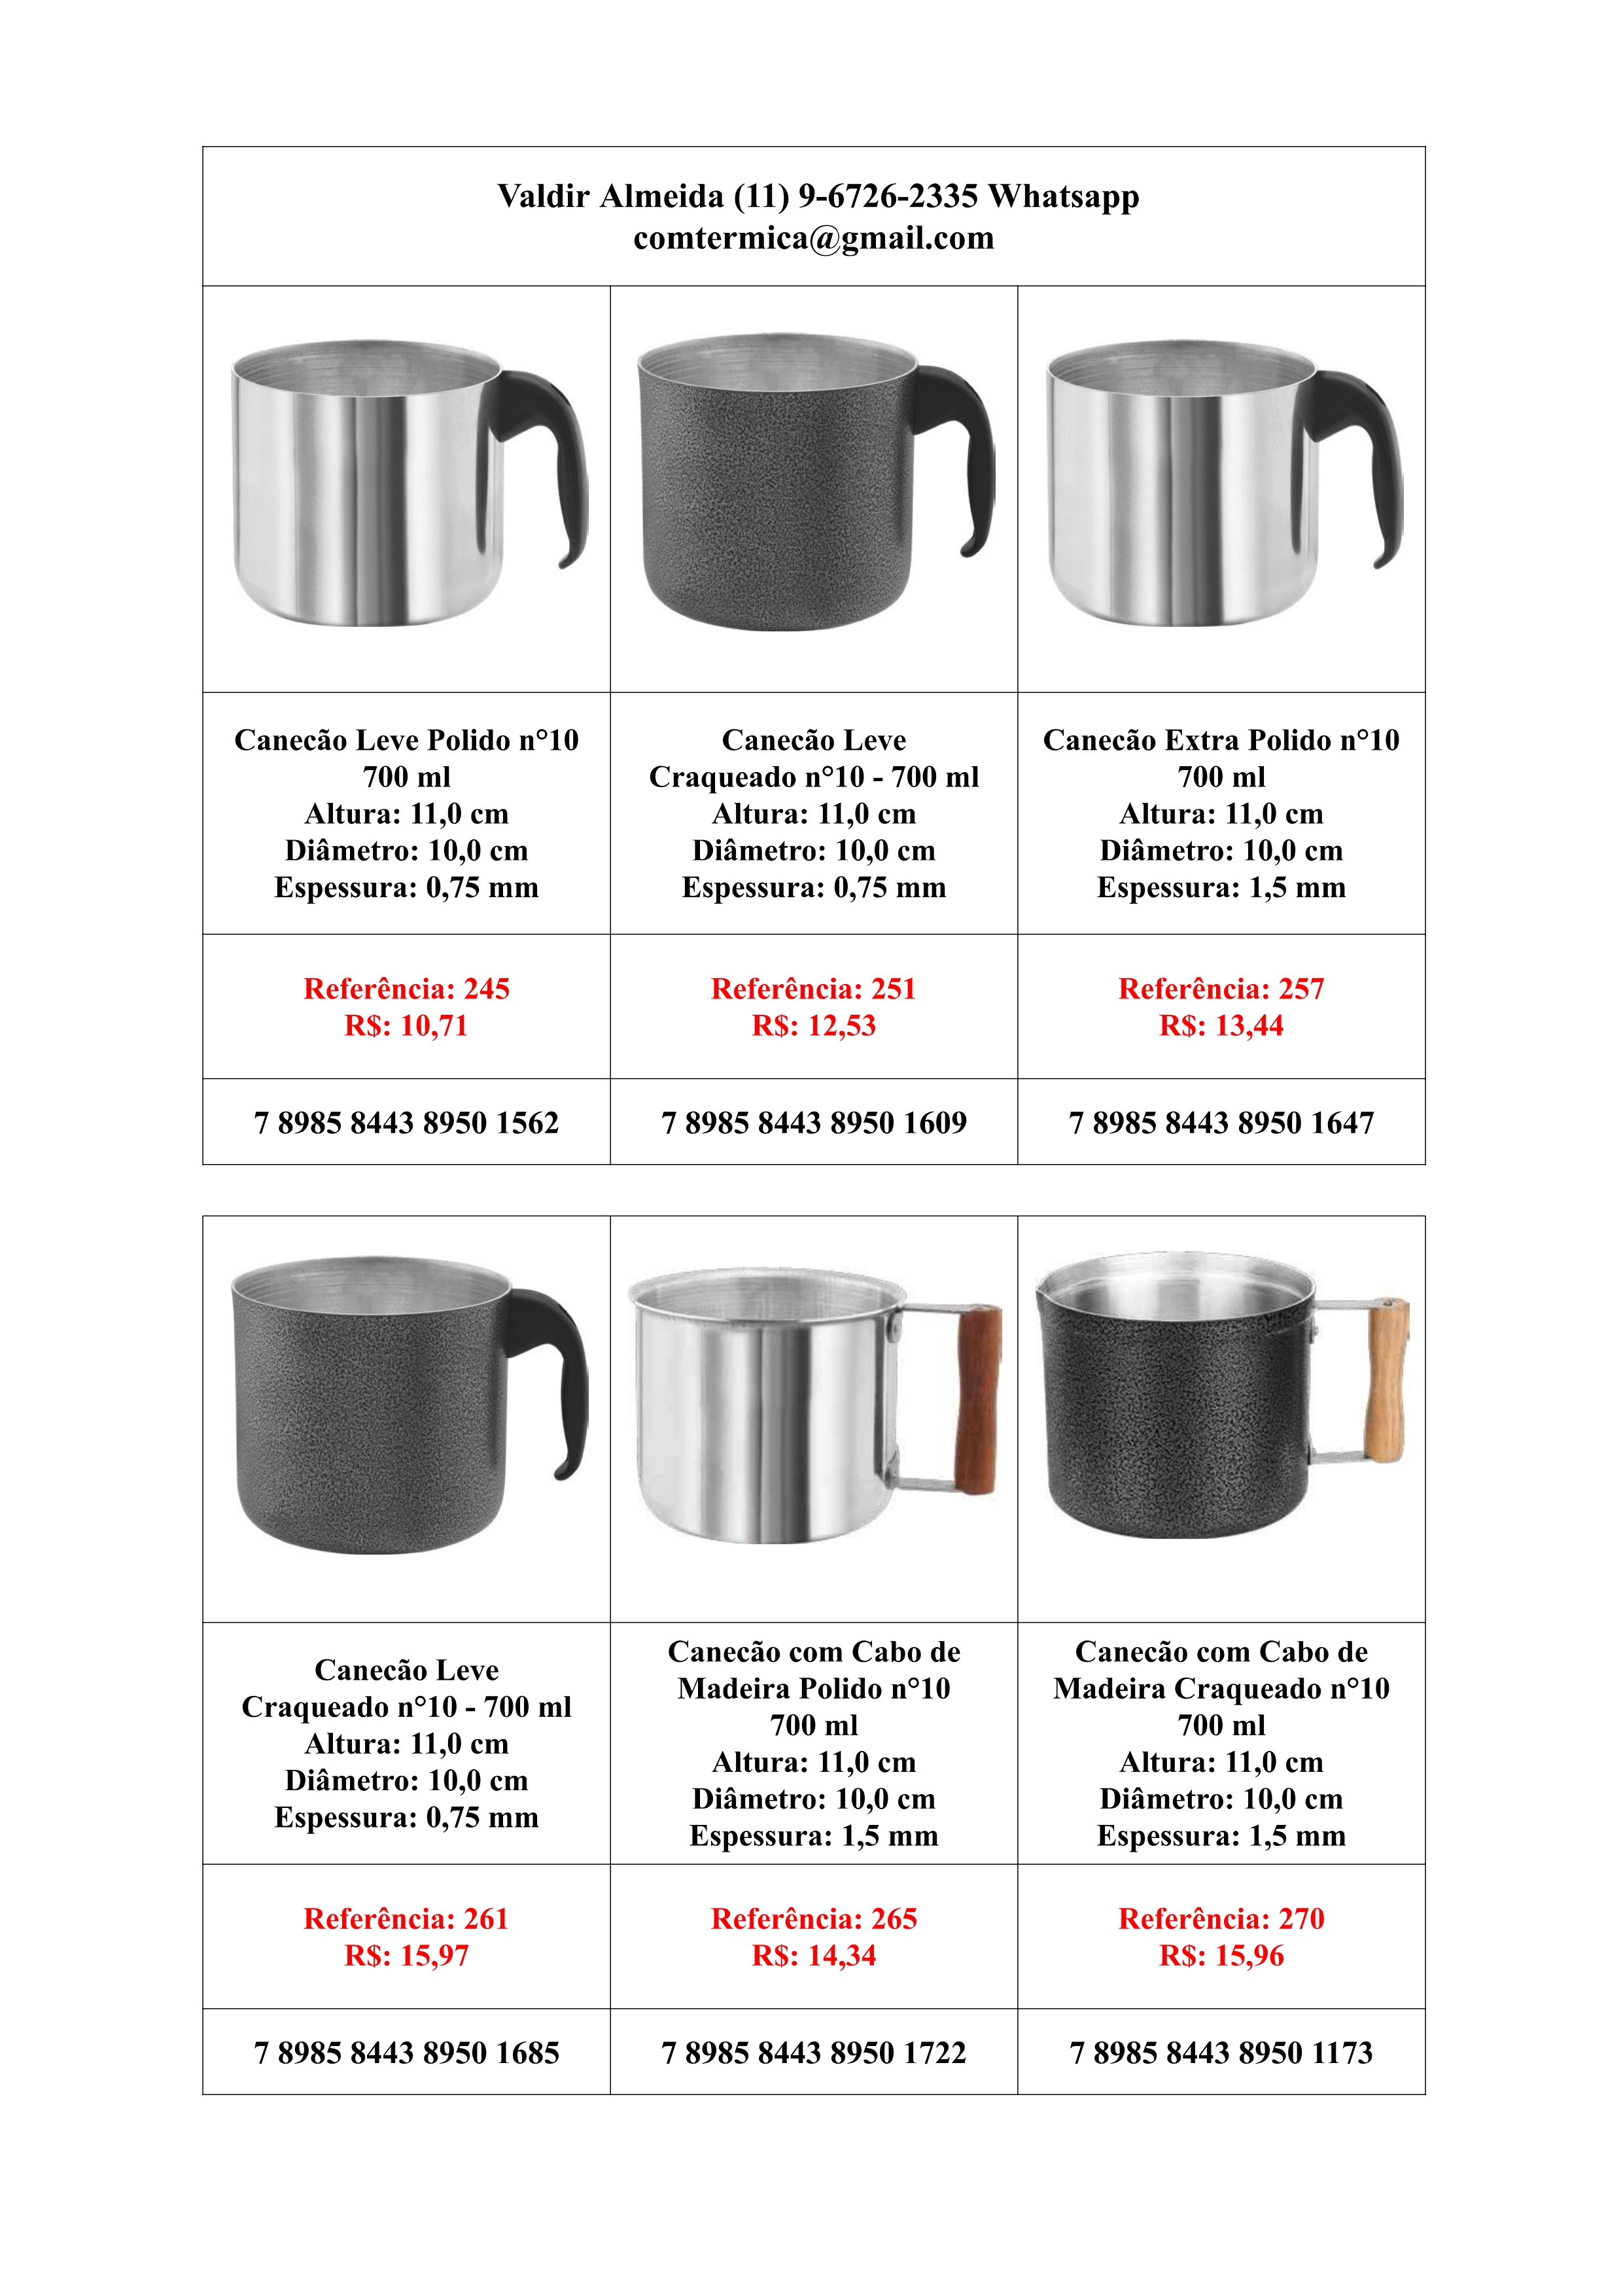 Valdir Almeida (11) 9-6726-2335 Whatsapp
comtermica@gmail.com
Canecão Leve Polido n°10
700 ml
Altura: 11,0 cm
Diâmetro: 10,0 cm
Espessura: 0,75 mm
Canecão Leve
Craqueado n°10 - 700 ml
Altura: 11,0 cm
Diâmetro: 10,0 cm
Espessura: 0,75 mm
Canecão Extra Polido n°10
700 ml
Altura: 11,0 cm
Diâmetro: 10,0 cm
Espessura: 1,5 mm
Referência: 245
R$: 10,71
Referência: 251
R$: 12,53
Referência: 257
R$: 13,44
7 8985 8443 8950 1562
7 8985 8443 8950 1609
7 8985 8443 8950 1647
Canecão Leve
Craqueado n°10 - 700 ml
Altura: 11,0 cm
Diâmetro: 10,0 cm
Espessura: 0,75 mm
Canecão com Cabo de
Madeira Polido n°10
700 ml
Altura: 11,0 cm
Diâmetro: 10,0 cm
Espessura: 1,5 mm
Canecão com Cabo de
Madeira Craqueado n°10
700 ml
Altura: 11,0 cm
Diâmetro: 10,0 cm
Espessura: 1,5 mm
Referência: 261
R$: 15,97
Referência: 265
R$: 14,34
Referência: 270
R$: 15,96
7 8985 8443 8950 1685
7 8985 8443 8950 1722
7 8985 8443 8950 1173